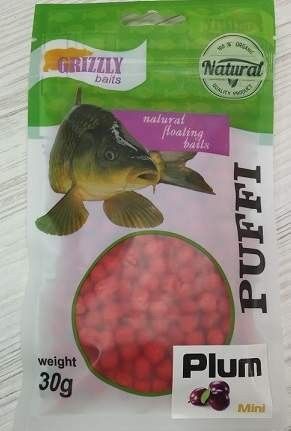 GRIZZLY
baits
100 % ORGANIC
Natural
QUALITY PRODUCT
natural
floating
baits
PUFFI
weight
30g
Plum
Mini